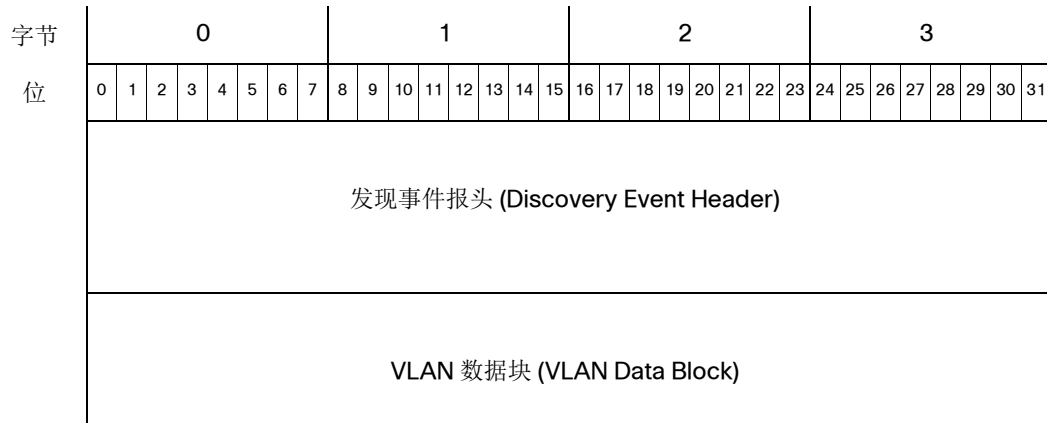 字节 0 1 2 3
位 0 1 2 3 4 5 6 7 8 9 10 11 12 13 14 15 16 17 18 19 20 21 22 23 24 25 26 27 28 29 30 31
发现事件报头 (Discovery Event Header)
VLAN 数据块 (VLAN Data Block)